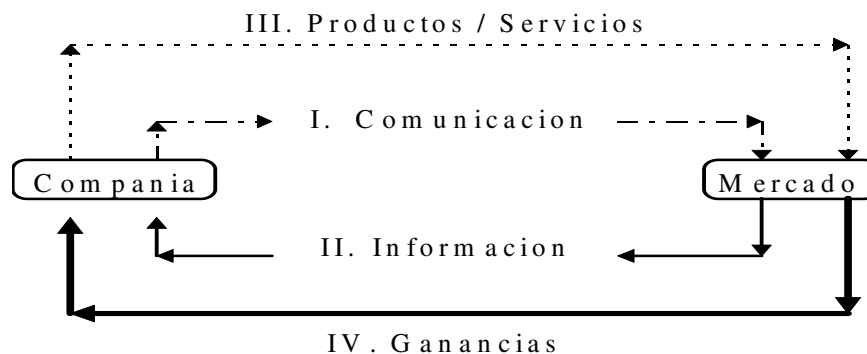 III. Productos / Servicios
I. Comunicacion
Compania
Mercado
II. Informacion
IV. Ganancias